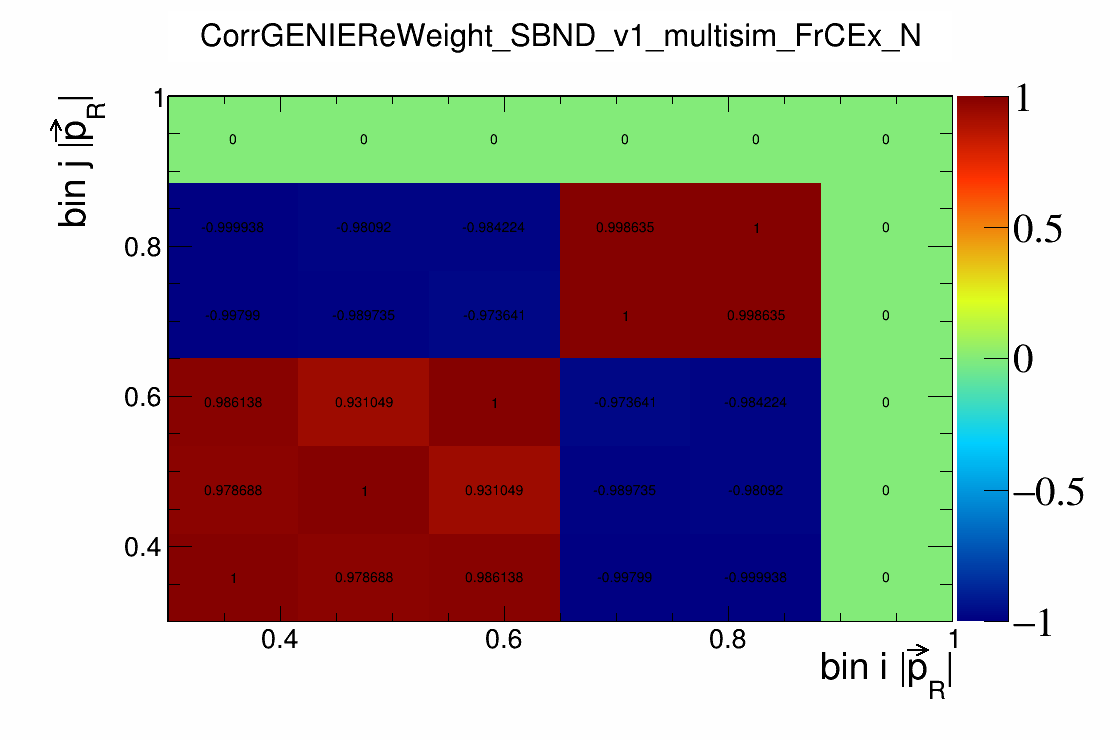 CorrGENIEReWeight_SBND_v1_multisim_FrCEx_N
bin j |p⃗_R|
1
0.8
0.6
0.4
0 0 0 0 0 0
-0.999938 -0.98092 -0.984224 0.998635 1 0
-0.99799 -0.989735 -0.973641 1 0.998635 0
0.986138 0.931049 1 -0.973641 -0.984224 0
0.978688 1 0.931049 -0.989735 -0.98092 0
1 0.978688 0.986138 -0.99799 -0.999938 0
0.4 0.6 0.8 1
bin i |p⃗_R|
1
0.5
0
−0.5
−1